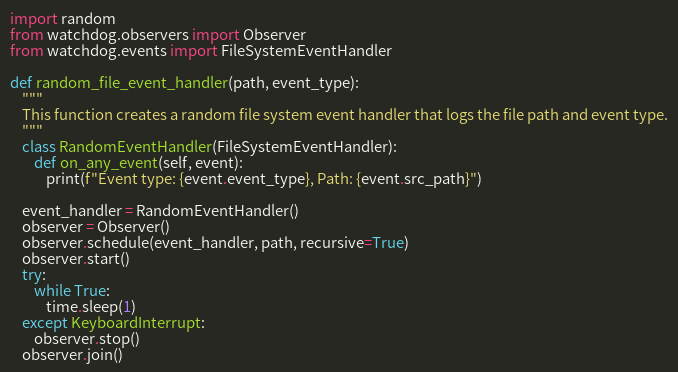 import random
from watchdog.observers import Observer
from watchdog.events import FileSystemEventHandler

def random_file_event_handler(path, event_type):
    """
    This function creates a random file system event handler that logs the file path and event type.
    """
    class RandomEventHandler(FileSystemEventHandler):
        def on_any_event(self, event):
            print(f"Event type: {event.event_type}, Path: {event.src_path}")

    event_handler = RandomEventHandler()
    observer = Observer()
    observer.schedule(event_handler, path, recursive=True)
    observer.start()
    try:
        while True:
            time.sleep(1)
    except KeyboardInterrupt:
        observer.stop()
    observer.join()